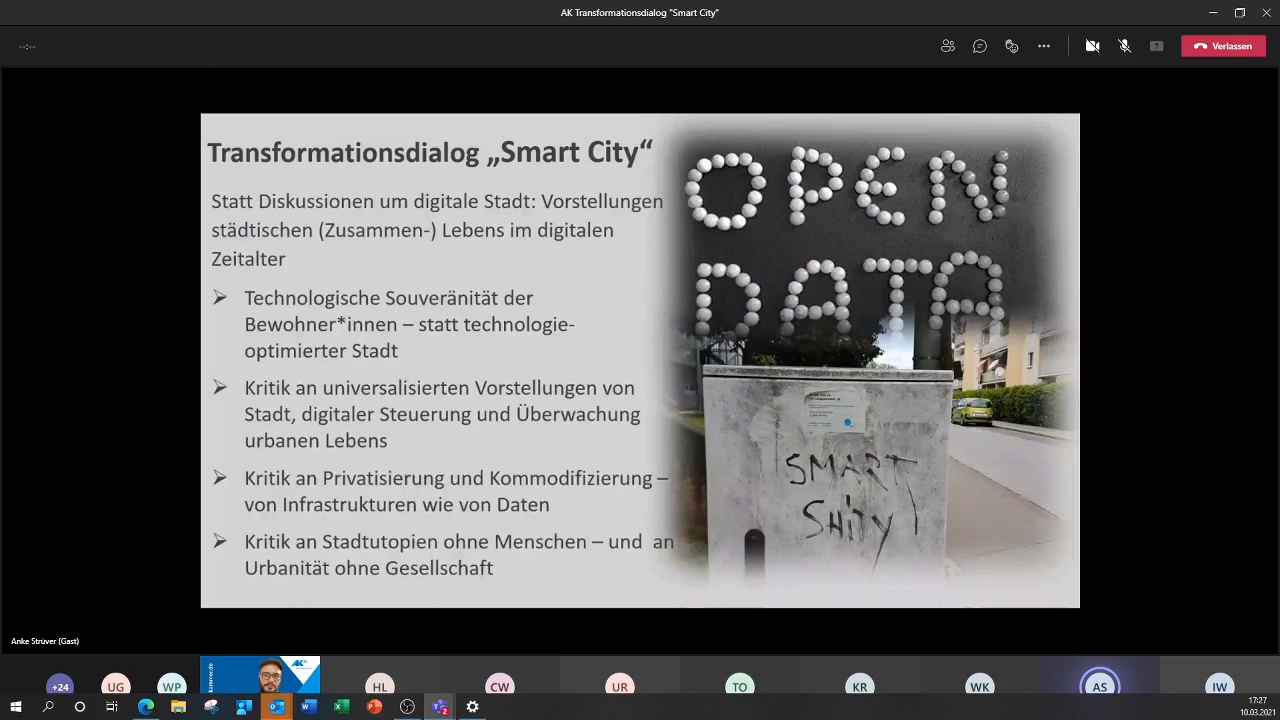 AK Transformationsdialog "Smart City"
Verlassen
Transformationsdialog „Smart City“
Statt Diskussionen um digitale Stadt: Vorstellungen
städtischen (Zusammen-) Lebens im digitalen
Zeitalter
Technologische Souveränität der
Bewohner*innen – statt technologie-
optimierter Stadt
Kritik an universalisierten Vorstellungen von
Stadt, digitaler Steuerung und Überwachung
urbanen Lebens
Kritik an Privatisierung und Kommodifizierung –
von Infrastrukturen wie von Daten
Kritik an Stadtutopien ohne Menschen – und an
Urbanität ohne Gesellschaft
OPEN
DATA
SMART
SHITY
Anke Strüver (Gast)
+24
UG
WP
AK
HL
CW
UR
TO
KR
WK
AS
IW
17:27
10.03.2021